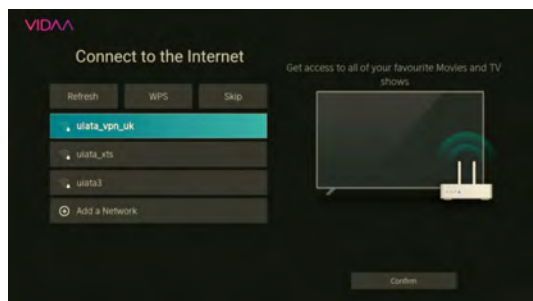 VIDAA
Connect to the Internet
Get access to all of your favourite Movies and TV
shows
Refresh WPS Skip
ulata_vpn_uk
ulata_xts
ulata3
Add a Network
Confirm